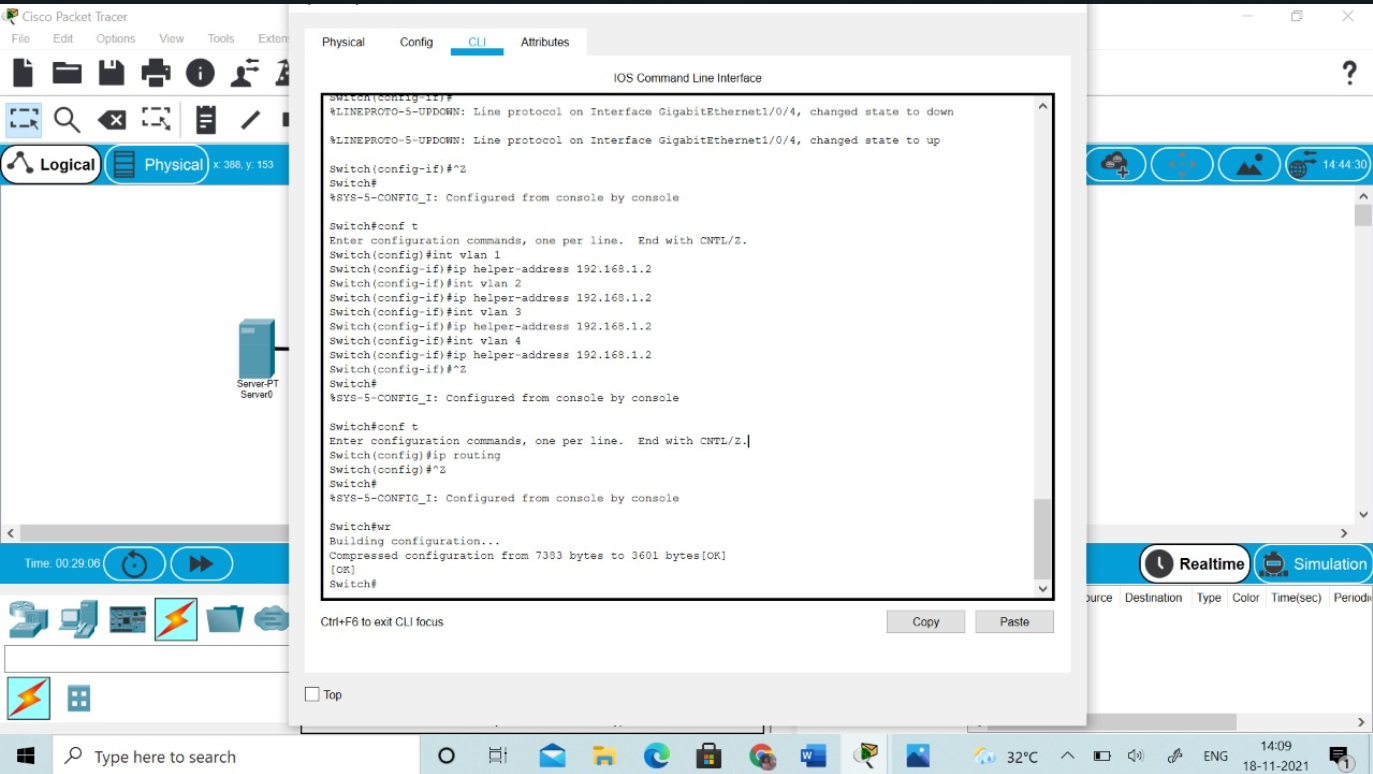 Cisco Packet Tracer
File Edit Options View Tools Exten
Physical Config CLI Attributes
IOS Command Line Interface
Logical Physical x: 388, y: 153
14:44:30
Switch(config-if)#
%LINEPROTO-5-UPDOWN: Line protocol on Interface GigabitEthernet1/0/4, changed state to down
%LINEPROTO-5-UPDOWN: Line protocol on Interface GigabitEthernet1/0/4, changed state to up
Switch(config-if)#^Z
Switch#
%SYS-5-CONFIG_I: Configured from console by console
Switch#conf t
Enter configuration commands, one per line.  End with CNTL/Z.
Switch(config)#int vlan 1
Switch(config-if)#ip helper-address 192.168.1.2
Switch(config-if)#int vlan 2
Switch(config-if)#ip helper-address 192.168.1.2
Switch(config-if)#int vlan 3
Switch(config-if)#ip helper-address 192.168.1.2
Switch(config-if)#int vlan 4
Switch(config-if)#ip helper-address 192.168.1.2
Switch(config-if)#^Z
Switch#
%SYS-5-CONFIG_I: Configured from console by console
Switch#conf t
Enter configuration commands, one per line.  End with CNTL/Z.
Switch(config)#ip routing
Switch(config)#^Z
Switch#
%SYS-5-CONFIG_I: Configured from console by console
Switch#wr
Building configuration...
Compressed configuration from 7383 bytes to 3601 bytes[OK]
[OK]
Switch#
Server-PT
Server0
Ctrl+F6 to exit CLI focus
Copy Paste
Top
Time: 00:29:06
Realtime Simulation
ource Destination Type Color Time(sec) Periodi
Type here to search
32°C
ENG
14:09
18-11-2021
1